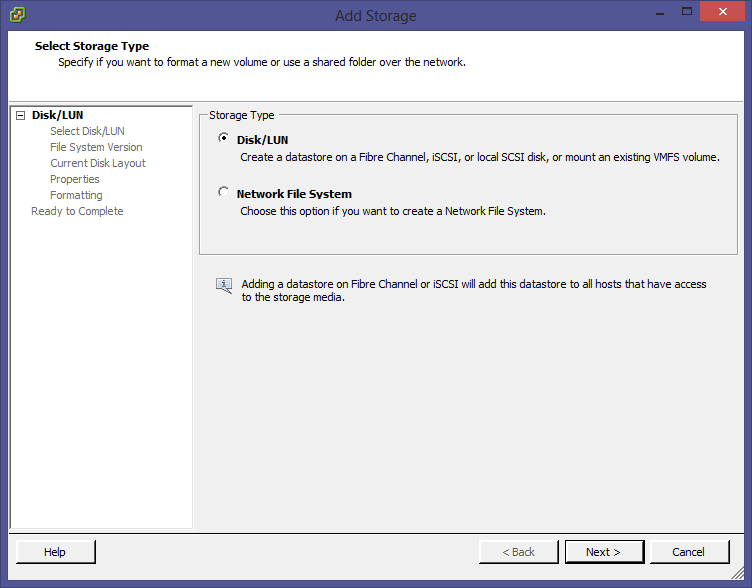 Add Storage
Select Storage Type
Specify if you want to format a new volume or use a shared folder over the network.
Disk/LUN
Select Disk/LUN
File System Version
Current Disk Layout
Properties
Formatting
Ready to Complete
Storage Type
Disk/LUN
Create a datastore on a Fibre Channel, iSCSI, or local SCSI disk, or mount an existing VMFS volume.
Network File System
Choose this option if you want to create a Network File System.
Adding a datastore on Fibre Channel or iSCSI will add this datastore to all hosts that have access
to the storage media.
Help
< Back
Next >
Cancel